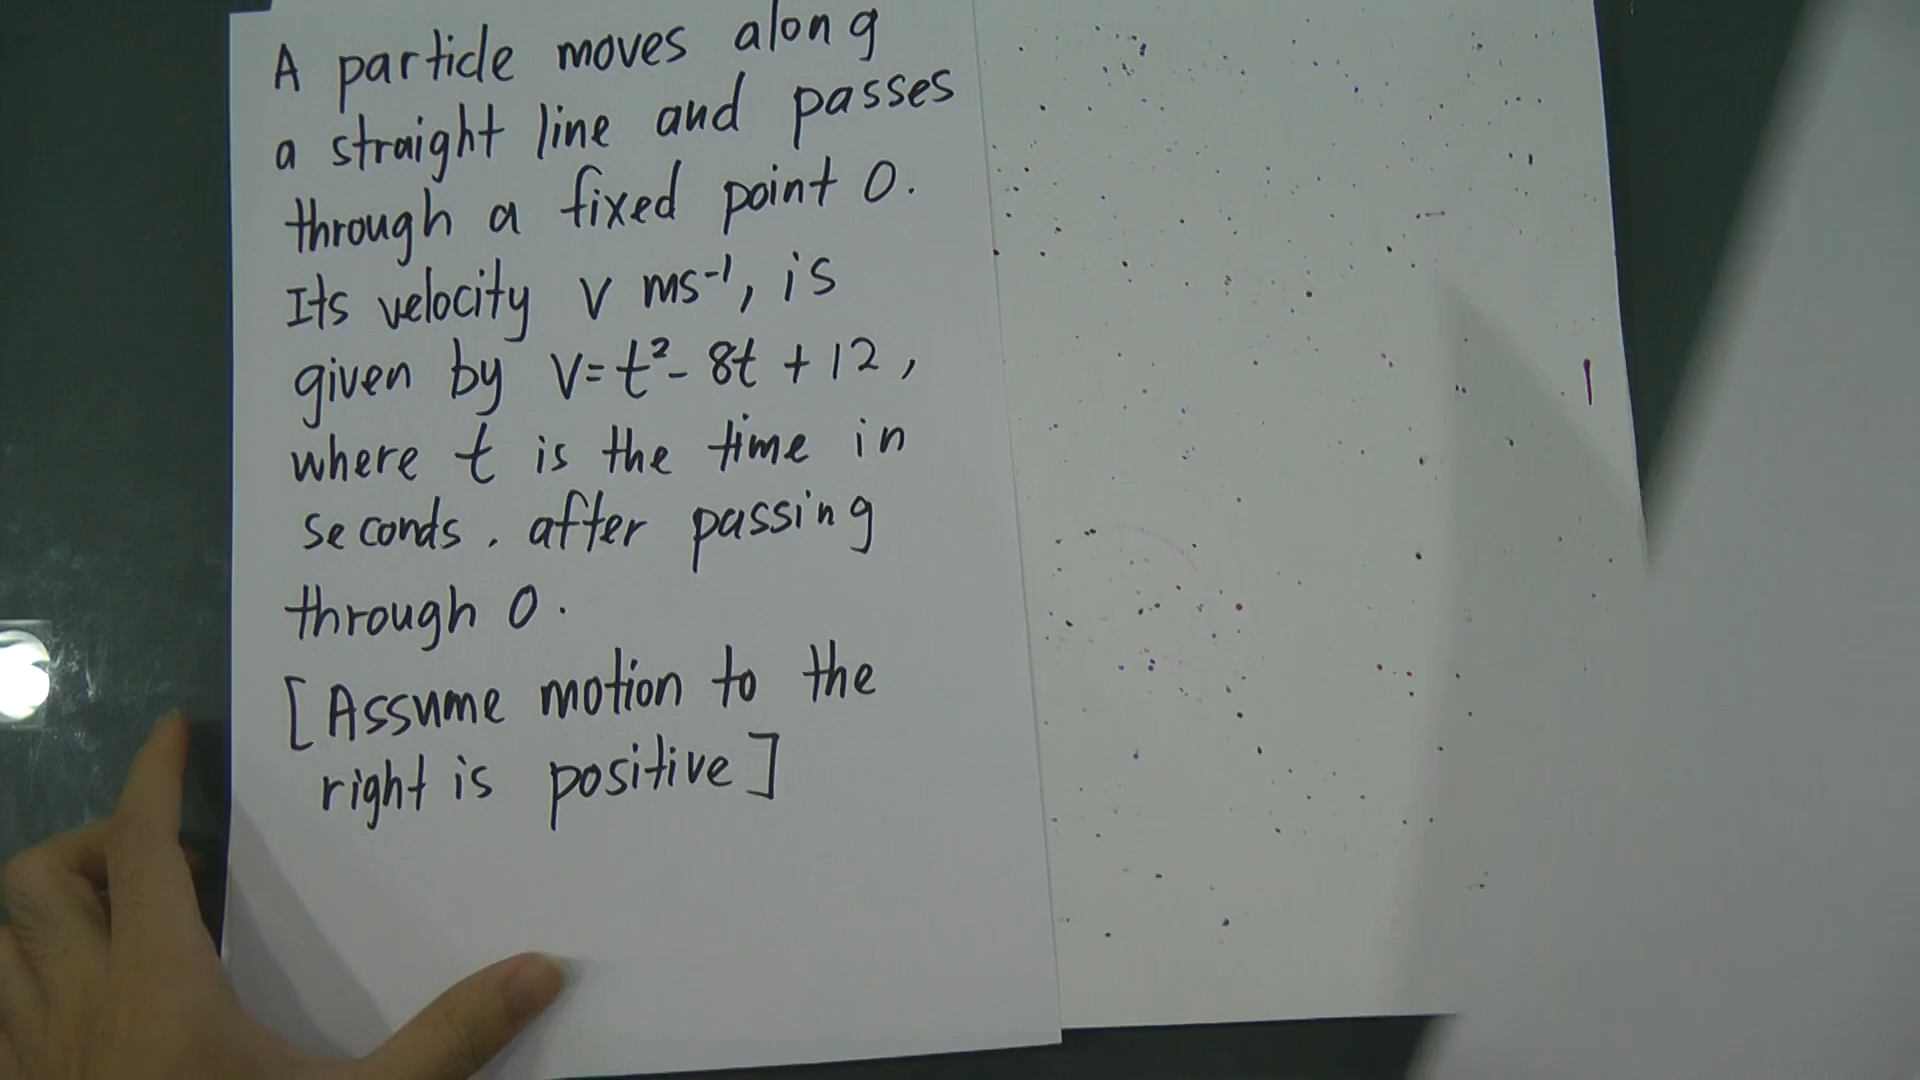 A particle moves along
a straight line and passes
through a fixed point O.
Its velocity v ms⁻¹, is
given by v=t²- 8t + 12,
where t is the time in
seconds. after passing
through O.
[Assume motion to the
right is positive]